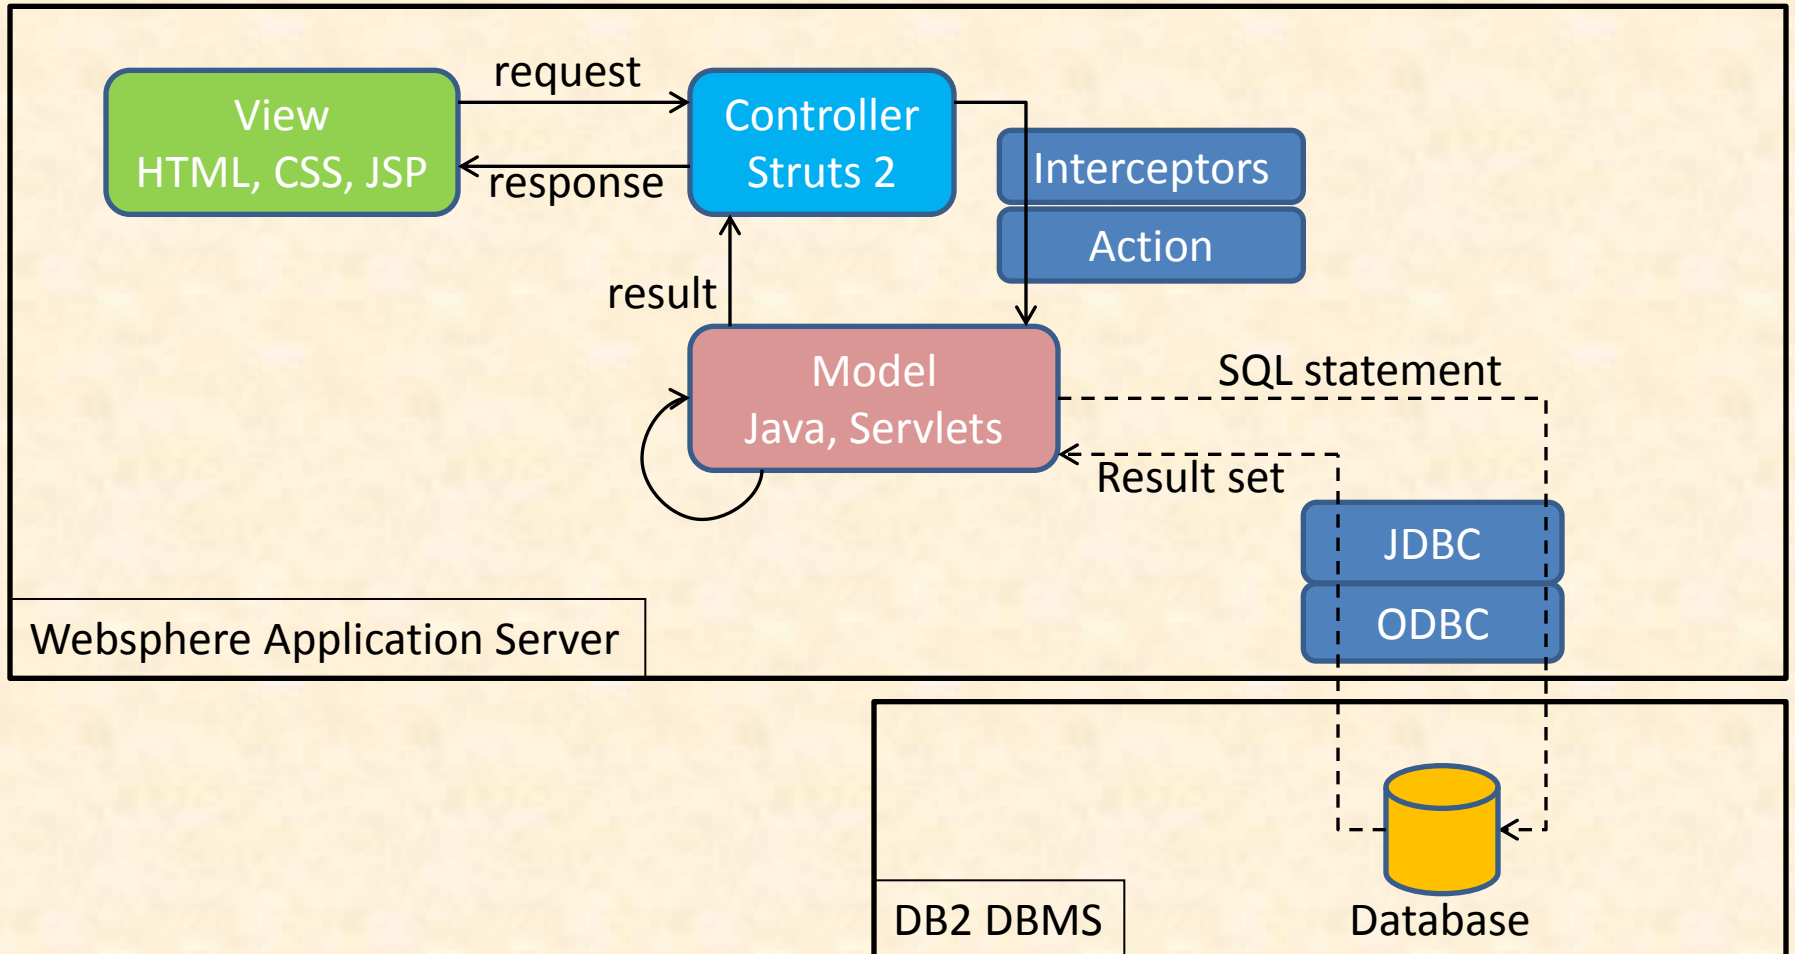 request
View
HTML, CSS, JSP
response
Controller
Struts 2
Interceptors
Action
result
Model
Java, Servlets
SQL statement
Result set
JDBC
ODBC
Websphere Application Server
DB2 DBMS
Database